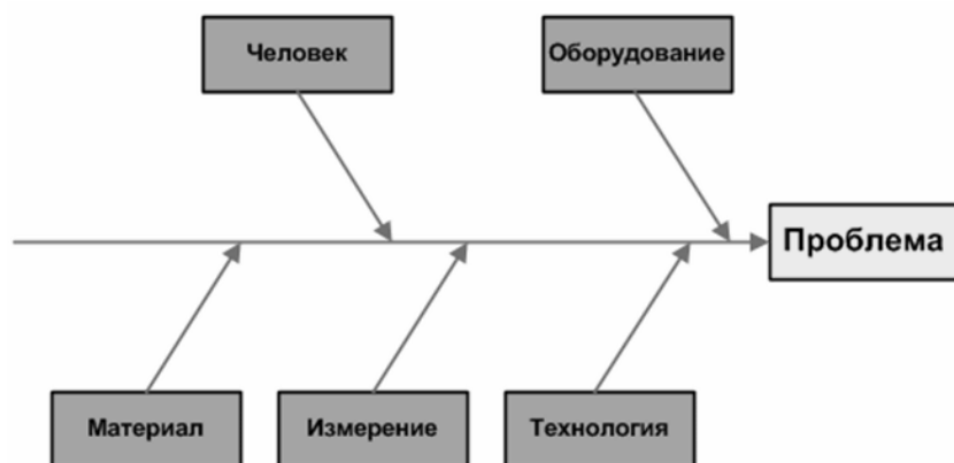 Человек
Оборудование
Проблема
Материал
Измерение
Технология